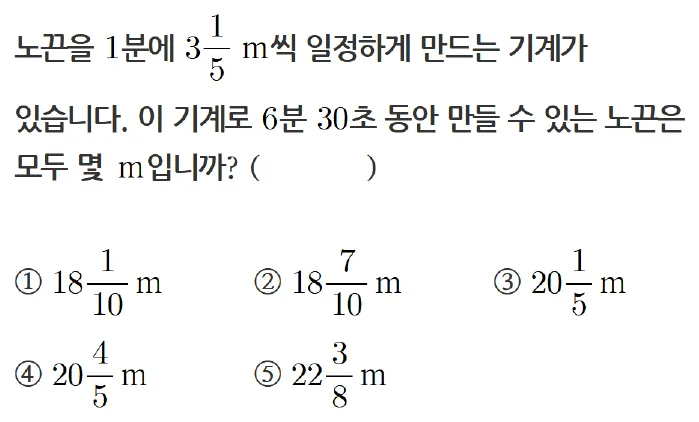 노끈을 1분에 3 1/5 m씩 일정하게 만드는 기계가
있습니다. 이 기계로 6분 30초 동안 만들 수 있는 노끈은
모두 몇 m입니까? ( )
① 18 1/10 m ② 18 7/10 m ③ 20 1/5 m
④ 20 4/5 m ⑤ 22 3/8 m